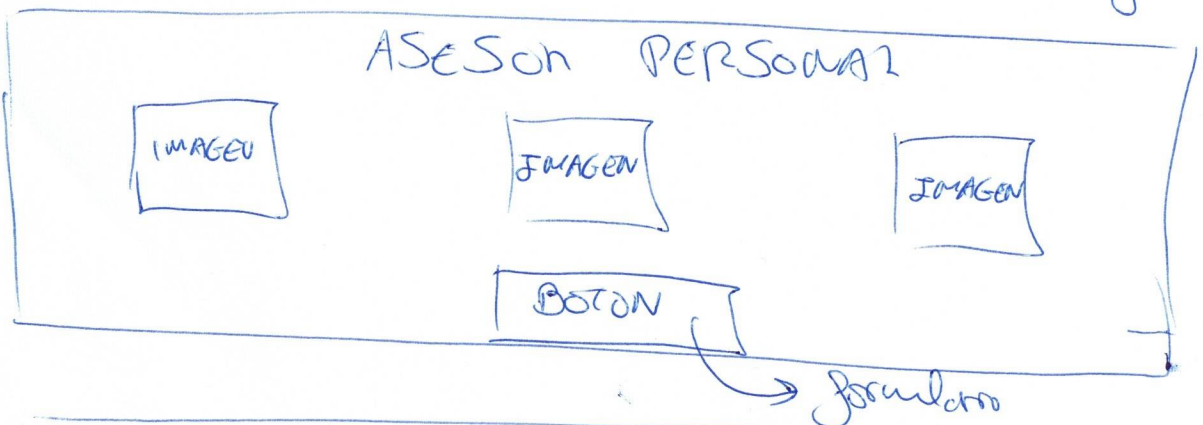 ASESOR PERSONAL
IMAGEN
IMAGEN
IMAGEN
BOTON
formulario